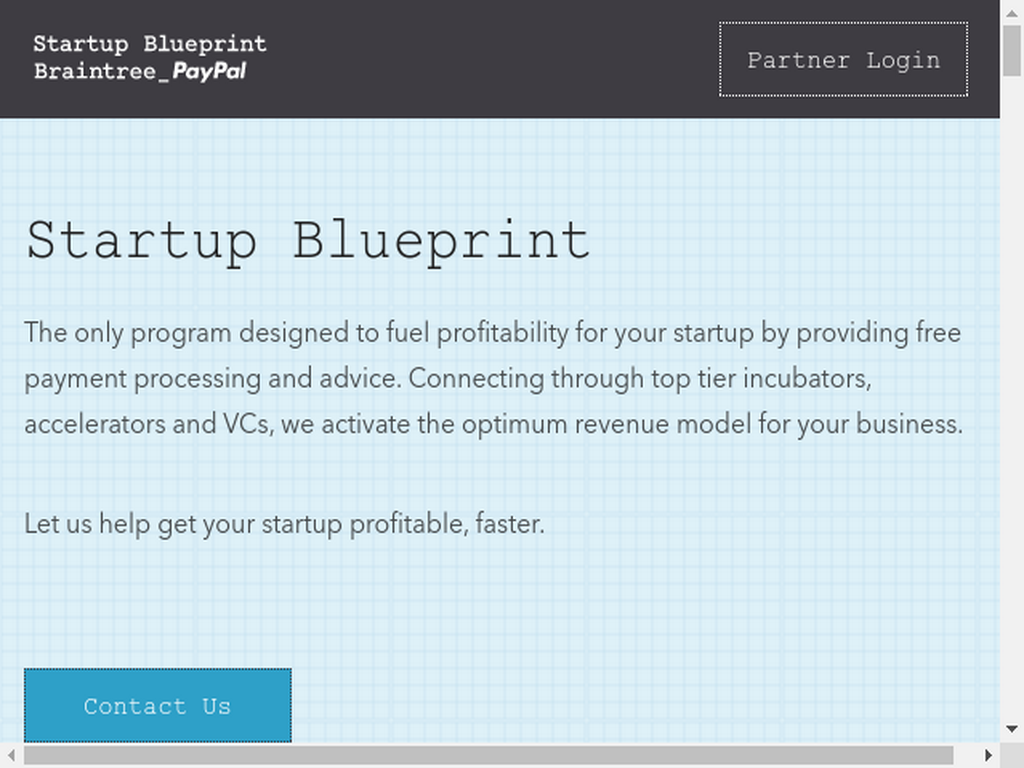 Startup Blueprint
Braintree_PayPal
Partner Login
Startup Blueprint
The only program designed to fuel profitability for your startup by providing free
payment processing and advice. Connecting through top tier incubators,
accelerators and VCs, we activate the optimum revenue model for your business.
Let us help get your startup profitable, faster.
Contact Us